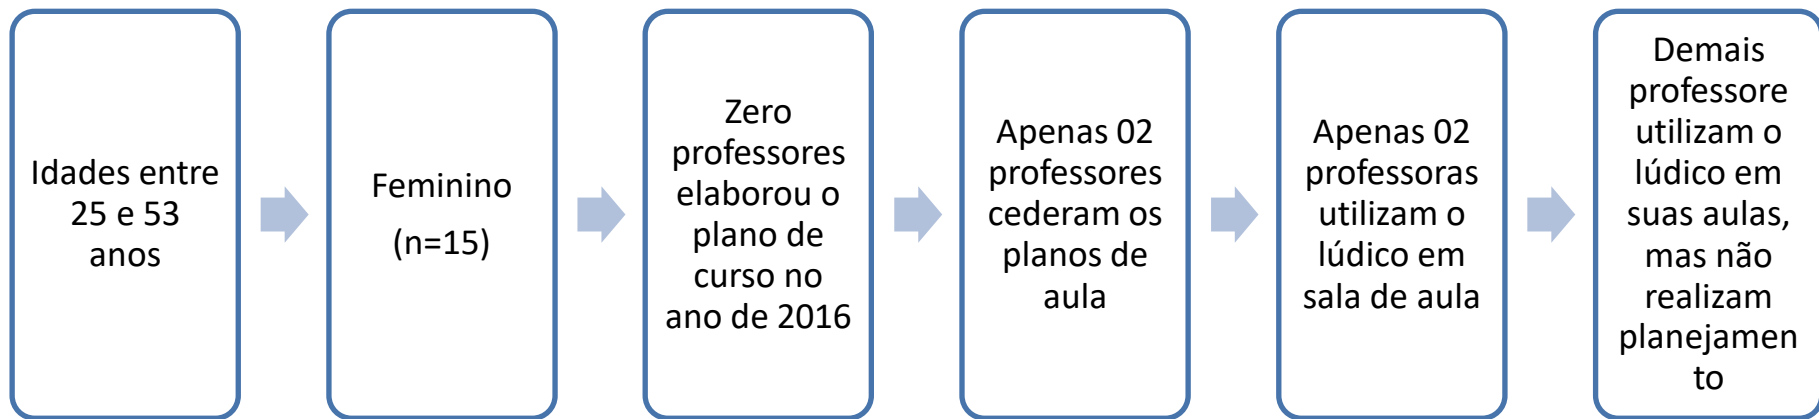 Idades entre
25 e 53
anos
Feminino
(n=15)
Zero
professores
elaborou o
plano de
curso no
ano de 2016
Apenas 02
professores
cederam os
planos de
aula
Apenas 02
professoras
utilizam o
lúdico em
sala de aula
Demais
professore
utilizam o
lúdico em
suas aulas,
mas não
realizam
planejamen
to